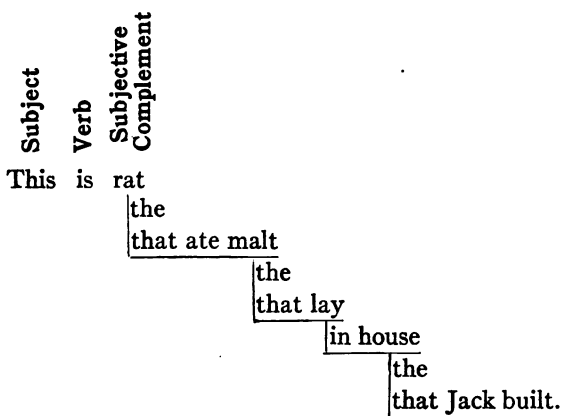 Subject
Verb
Subjective
Complement
This is rat
the
that ate malt
the
that lay
in house
the
that Jack built.